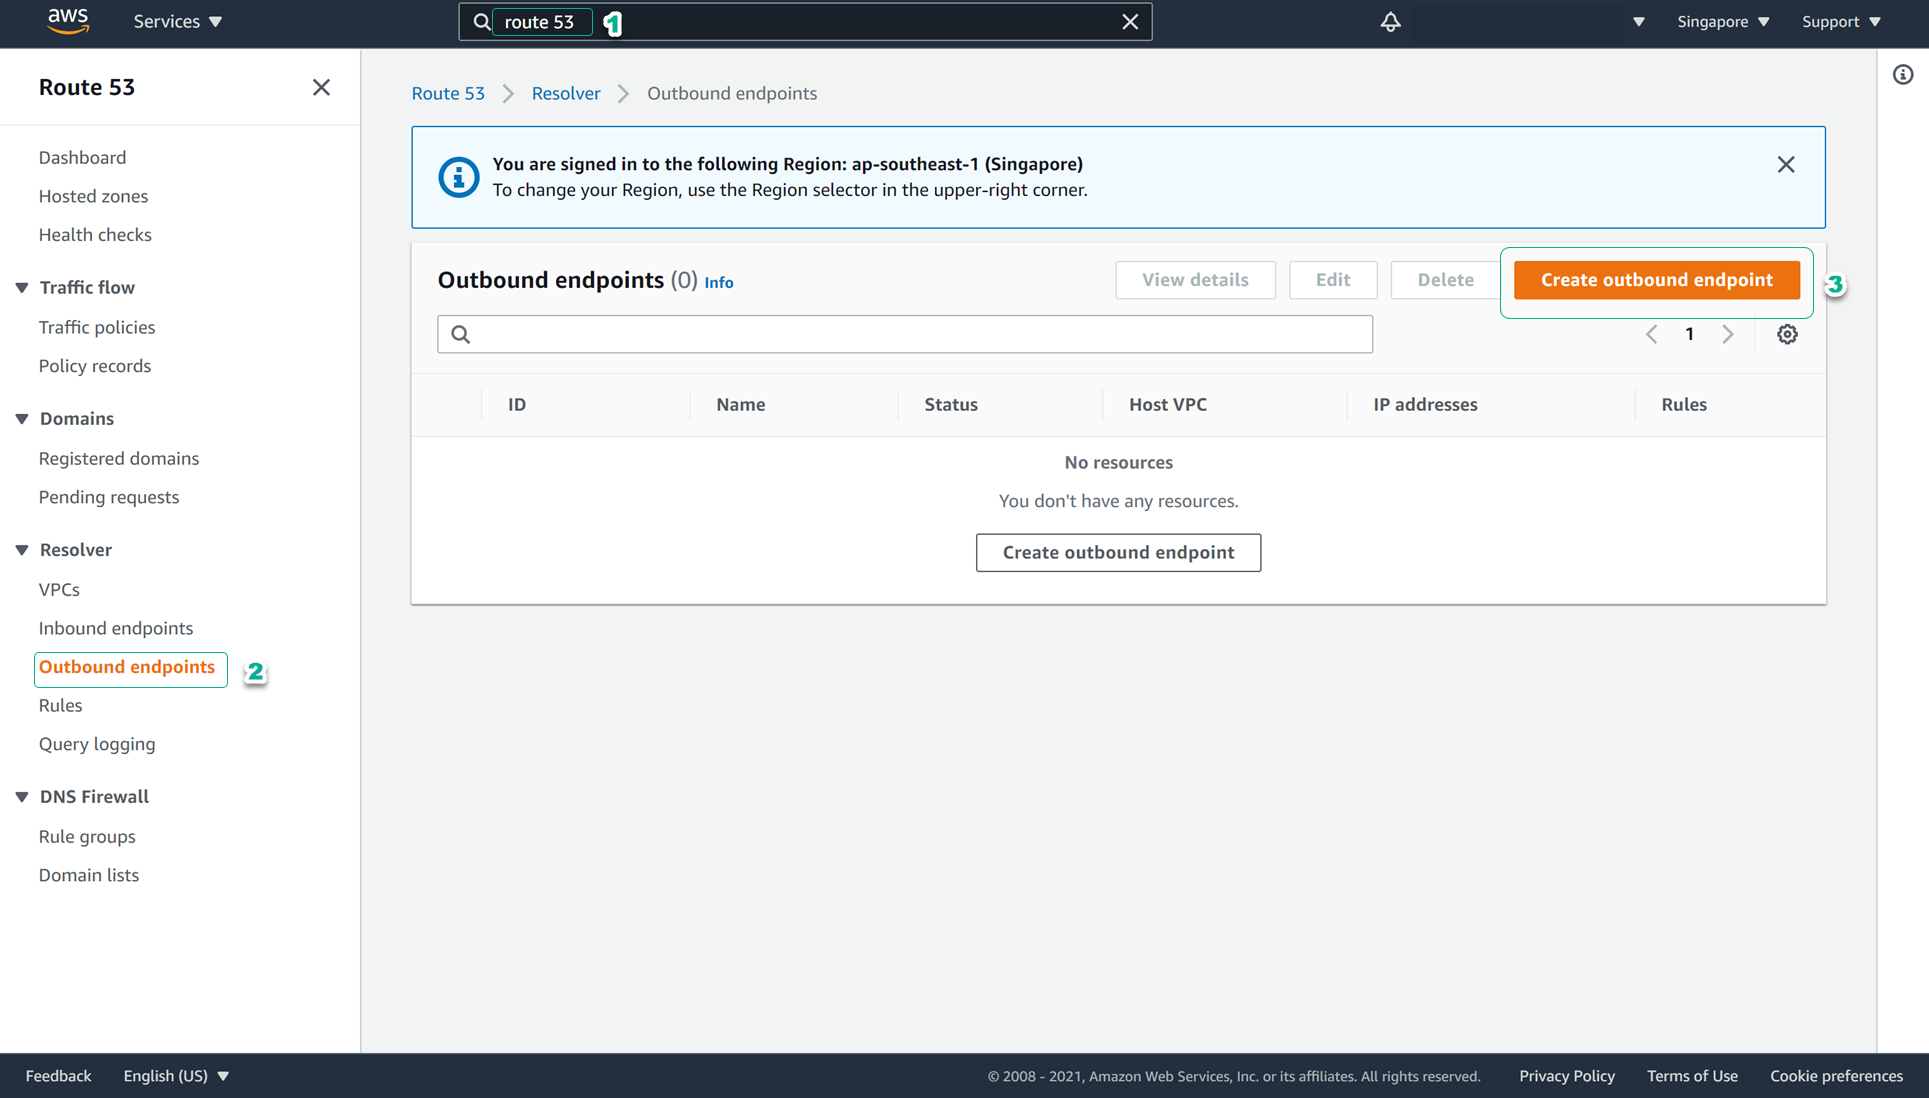 aws
Services
route 53
1
Singapore
Support
Route 53
Dashboard
Hosted zones
Health checks
Traffic flow
Traffic policies
Policy records
Domains
Registered domains
Pending requests
Resolver
VPCs
Inbound endpoints
Outbound endpoints
2
Rules
Query logging
DNS Firewall
Rule groups
Domain lists
Route 53 > Resolver > Outbound endpoints
You are signed in to the following Region: ap-southeast-1 (Singapore)
To change your Region, use the Region selector in the upper-right corner.
Outbound endpoints (0) Info
View details
Edit
Delete
Create outbound endpoint
3
1
ID
Name
Status
Host VPC
IP addresses
Rules
No resources
You don't have any resources.
Create outbound endpoint
Feedback
English (US)
© 2008 - 2021, Amazon Web Services, Inc. or its affiliates. All rights reserved.
Privacy Policy
Terms of Use
Cookie preferences